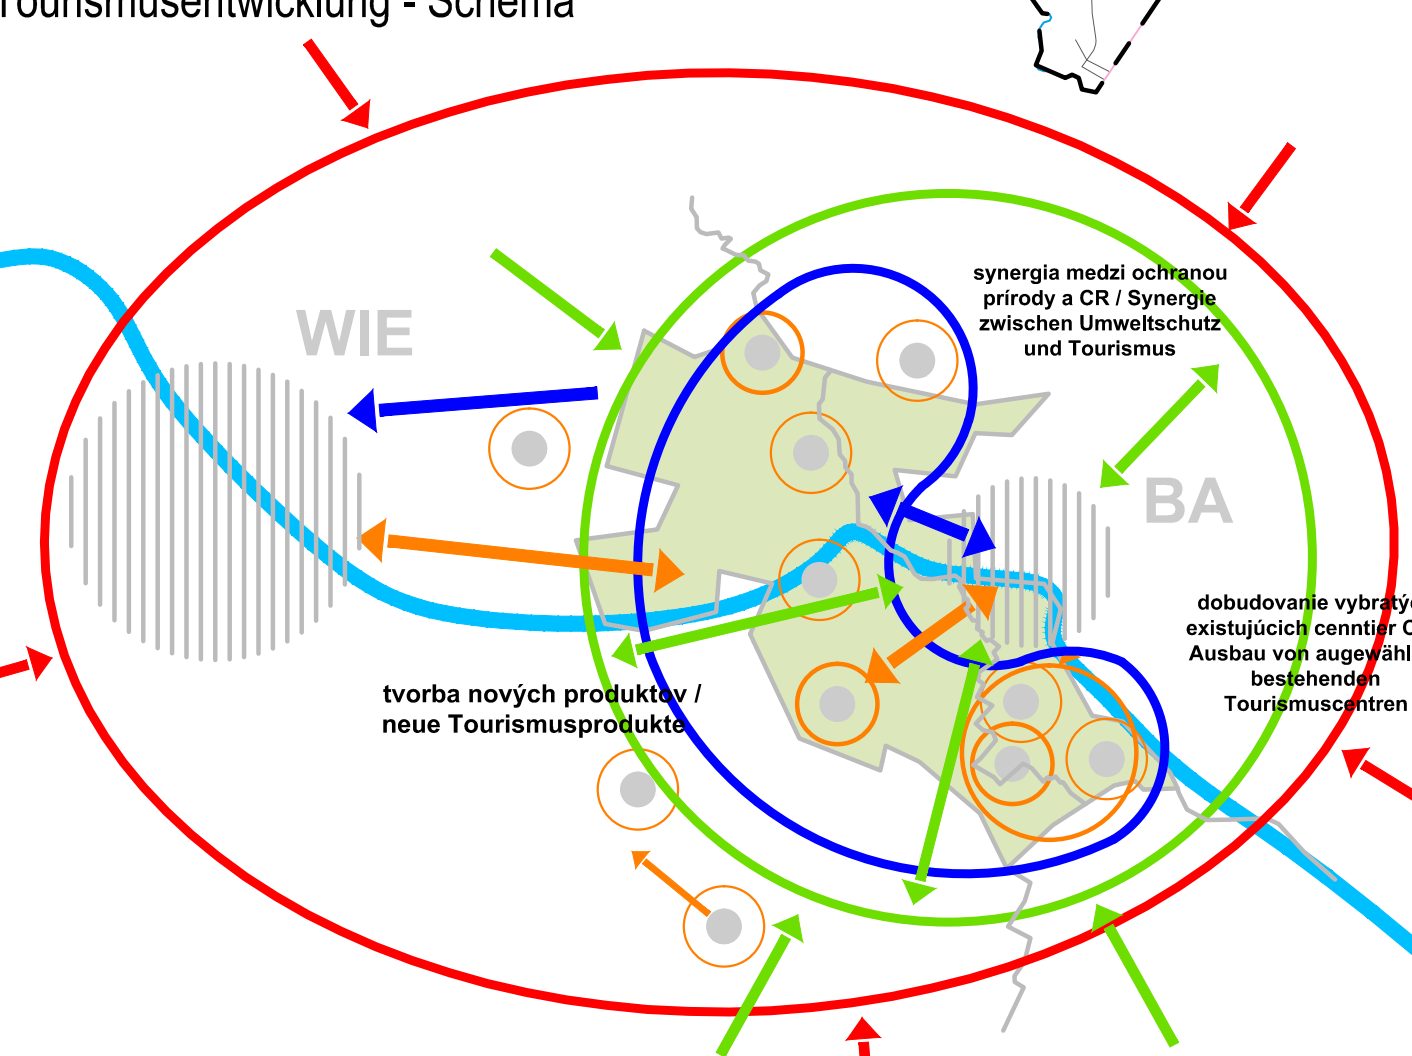 Tourismusentwicklung - Schema
synergia medzi ochranou
prírody a CR / Synergie
zwischen Umweltschutz
und Tourismus
WIE
BA
dobudovanie
existujúcich cenntier
Ausbau von
bestehenden
Tourismuscentren
tvorba nových produktov /
neue Tourismusprodukte